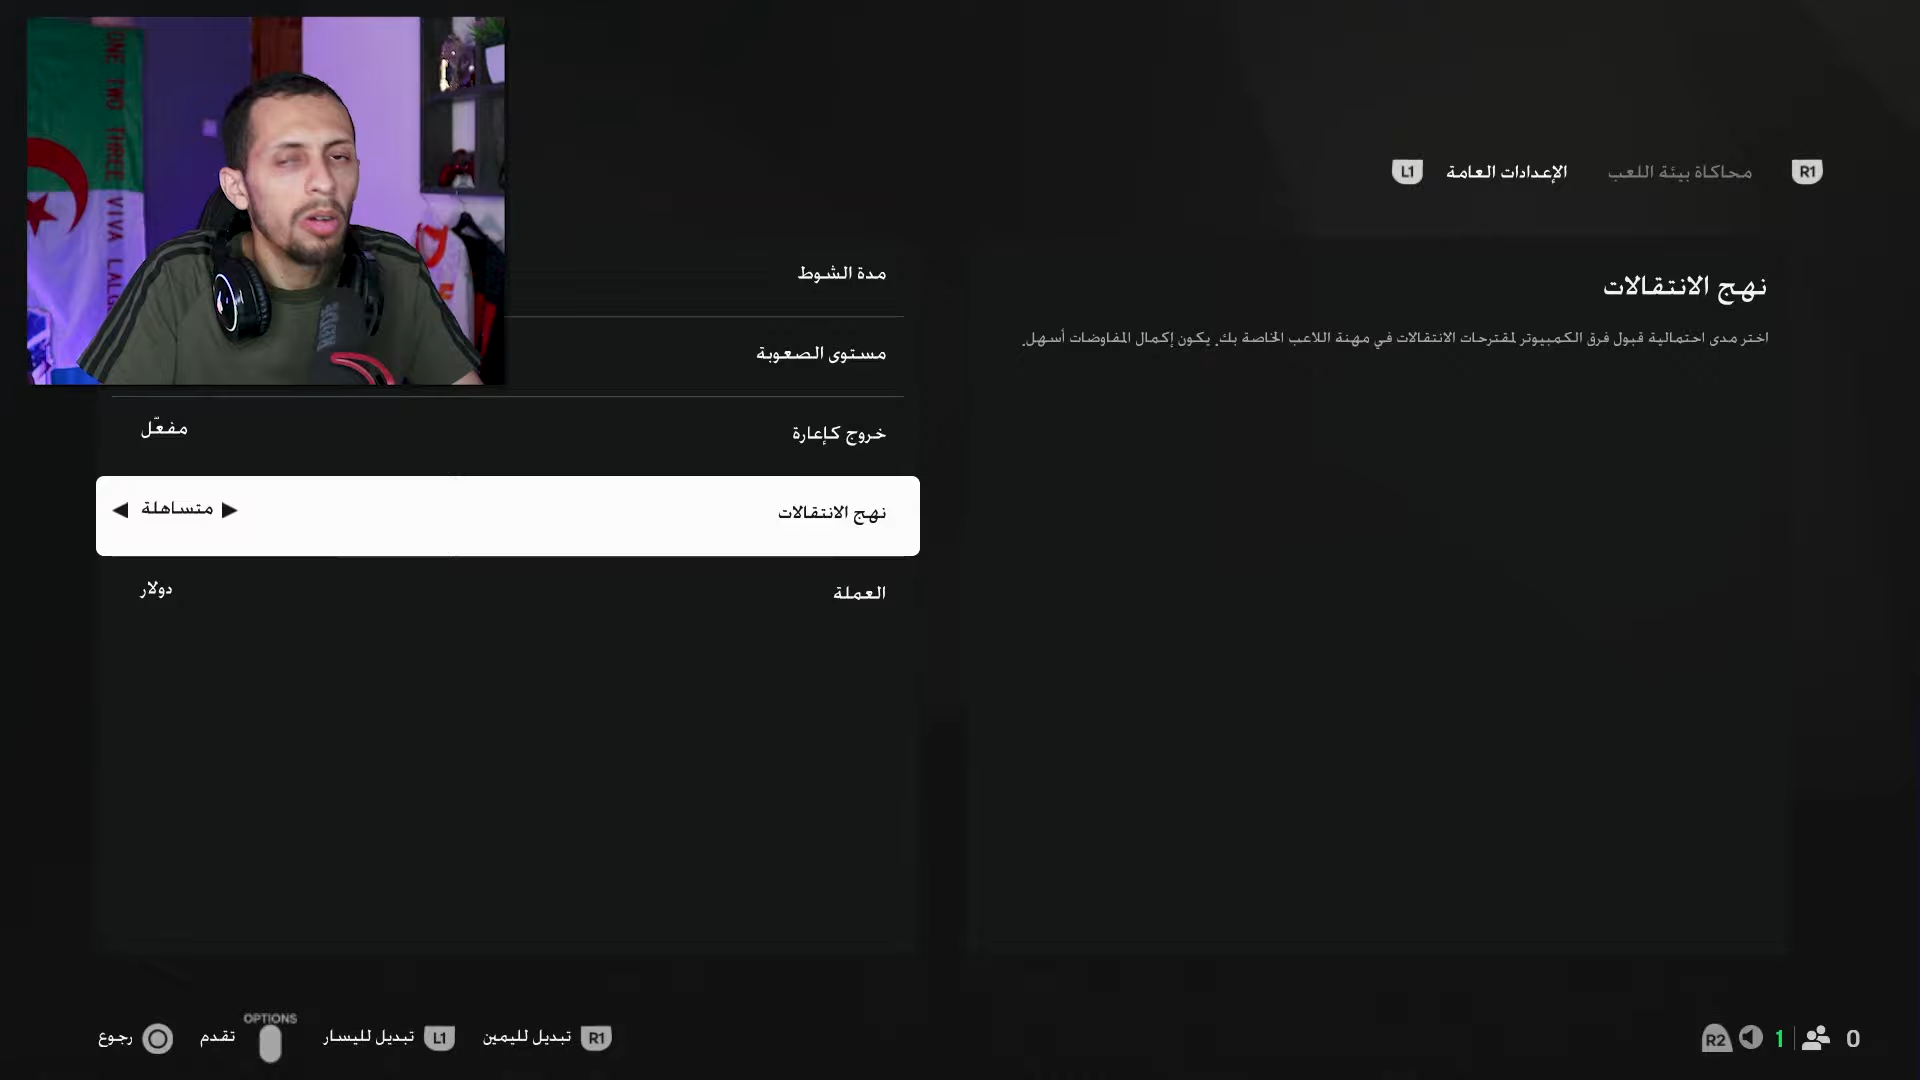 ONE TWO THREE VIVA LALG
RODE
L1 الإعدادات العامة محاكاة بيئة اللعب R1
مدة الشوط
مستوى الصعوبة
خروج كإعارة مفعّل
نهج الانتقالات متساهلة
العملة دولار
نهج الانتقالات
اختر مدى احتمالية قبول فرق الكمبيوتر لمقترحات الانتقالات في مهنة اللاعب الخاصة بك. يكون إكمال المفاوضات أسهل.
رجوع
OPTIONS
تقدم
تبديل لليسار L1
تبديل لليمين R1
R2 1 0